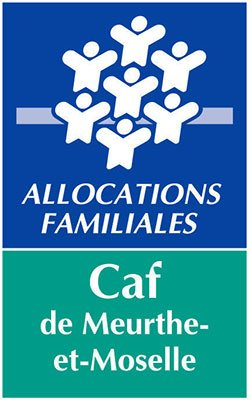 ALLOCATIONS
FAMILIALES
Caf
de Meurthe-
et-Moselle